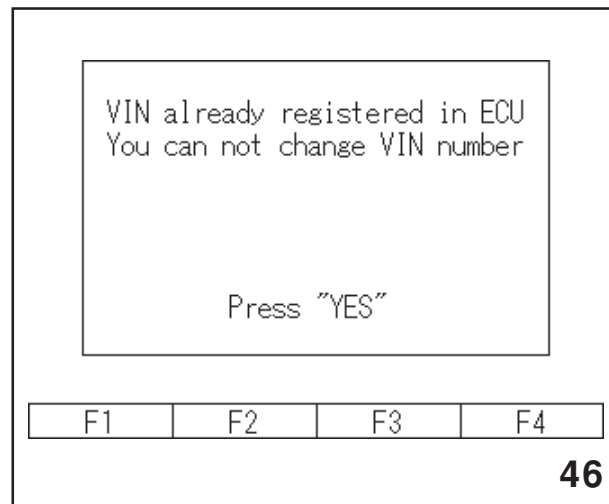 VIN already registered in ECU
You can not change VIN number
Press "YES"
F1 F2 F3 F4
46